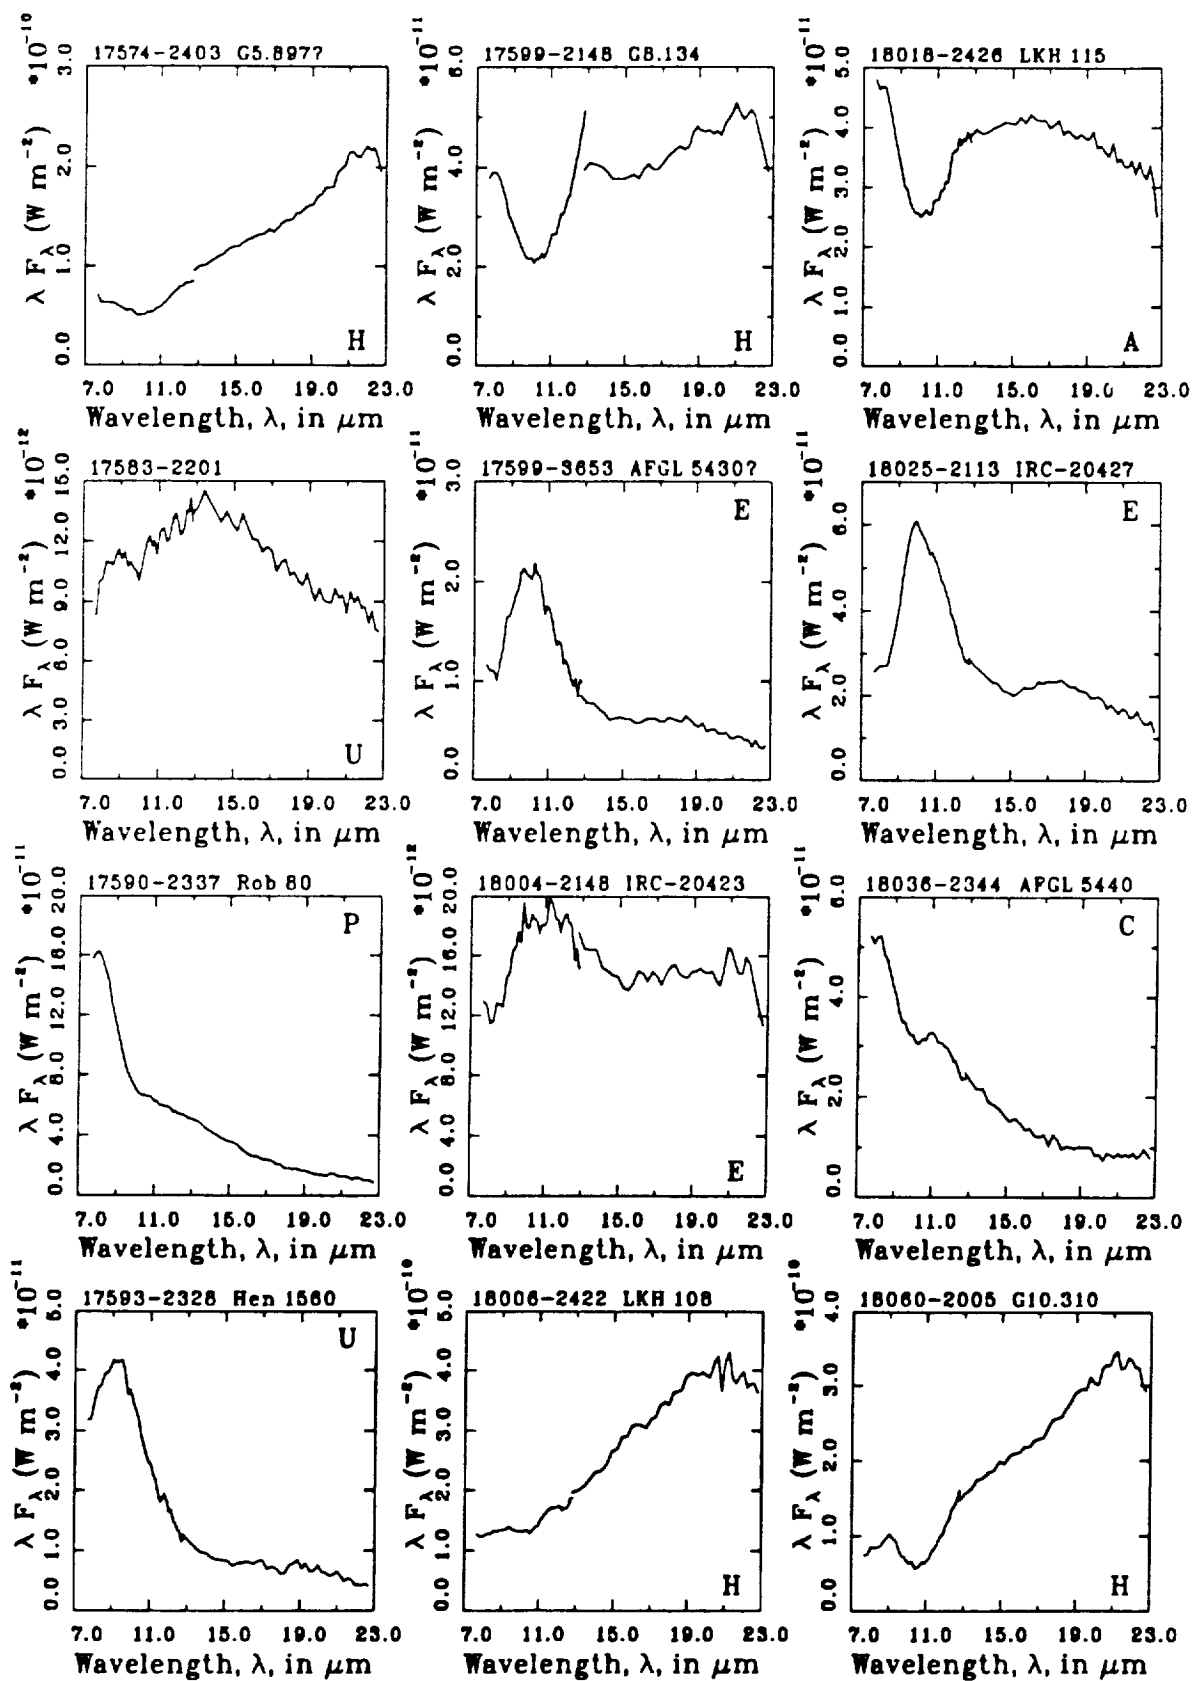 17574-2403 G5.8977
λ F_λ (W m⁻²) *10⁻¹⁰
3.0
2.0
1.0
0.0
H
7.0 11.0 15.0 19.0 23.0
Wavelength, λ, in μm
17599-2148 G8.134
λ F_λ (W m⁻²) *10⁻¹¹
6.0
4.0
2.0
0.0
H
7.0 11.0 15.0 19.0 23.0
Wavelength, λ, in μm
18018-2426 LKH 115
λ F_λ (W m⁻²) *10⁻¹¹
5.0
4.0
3.0
2.0
1.0
0.0
A
7.0 11.0 15.0 19.0 23.0
Wavelength, λ, in μm
17583-2201
λ F_λ (W m⁻²) *10⁻¹²
15.0
12.0
9.0
6.0
3.0
0.0
U
7.0 11.0 15.0 19.0 23.0
Wavelength, λ, in μm
17599-3653 AFGL 5430?
λ F_λ (W m⁻²) *10⁻¹¹
3.0
2.0
1.0
0.0
E
7.0 11.0 15.0 19.0 23.0
Wavelength, λ, in μm
18025-2113 IRC-20427
λ F_λ (W m⁻²) *10⁻¹¹
6.0
4.0
2.0
0.0
E
7.0 11.0 15.0 19.0 23.0
Wavelength, λ, in μm
17590-2337 Rob 80
λ F_λ (W m⁻²) *10⁻¹¹
20.0
16.0
12.0
8.0
4.0
0.0
P
7.0 11.0 15.0 19.0 23.0
Wavelength, λ, in μm
18004-2148 IRC-20423
λ F_λ (W m⁻²) *10⁻¹²
20.0
16.0
12.0
8.0
4.0
0.0
E
7.0 11.0 15.0 19.0 23.0
Wavelength, λ, in μm
18036-2344 AFGL 5440
λ F_λ (W m⁻²) *10⁻¹¹
6.0
4.0
2.0
0.0
C
7.0 11.0 15.0 19.0 23.0
Wavelength, λ, in μm
17593-2328 Hen 1560
λ F_λ (W m⁻²) *10⁻¹¹
5.0
4.0
3.0
2.0
1.0
0.0
U
7.0 11.0 15.0 19.0 23.0
Wavelength, λ, in μm
18006-2422 LKH 108
λ F_λ (W m⁻²) *10⁻¹⁰
5.0
4.0
3.0
2.0
1.0
0.0
H
7.0 11.0 15.0 19.0 23.0
Wavelength, λ, in μm
18060-2005 G10.310
λ F_λ (W m⁻²) *10⁻¹⁰
4.0
3.0
2.0
1.0
0.0
H
7.0 11.0 15.0 19.0 23.0
Wavelength, λ, in μm